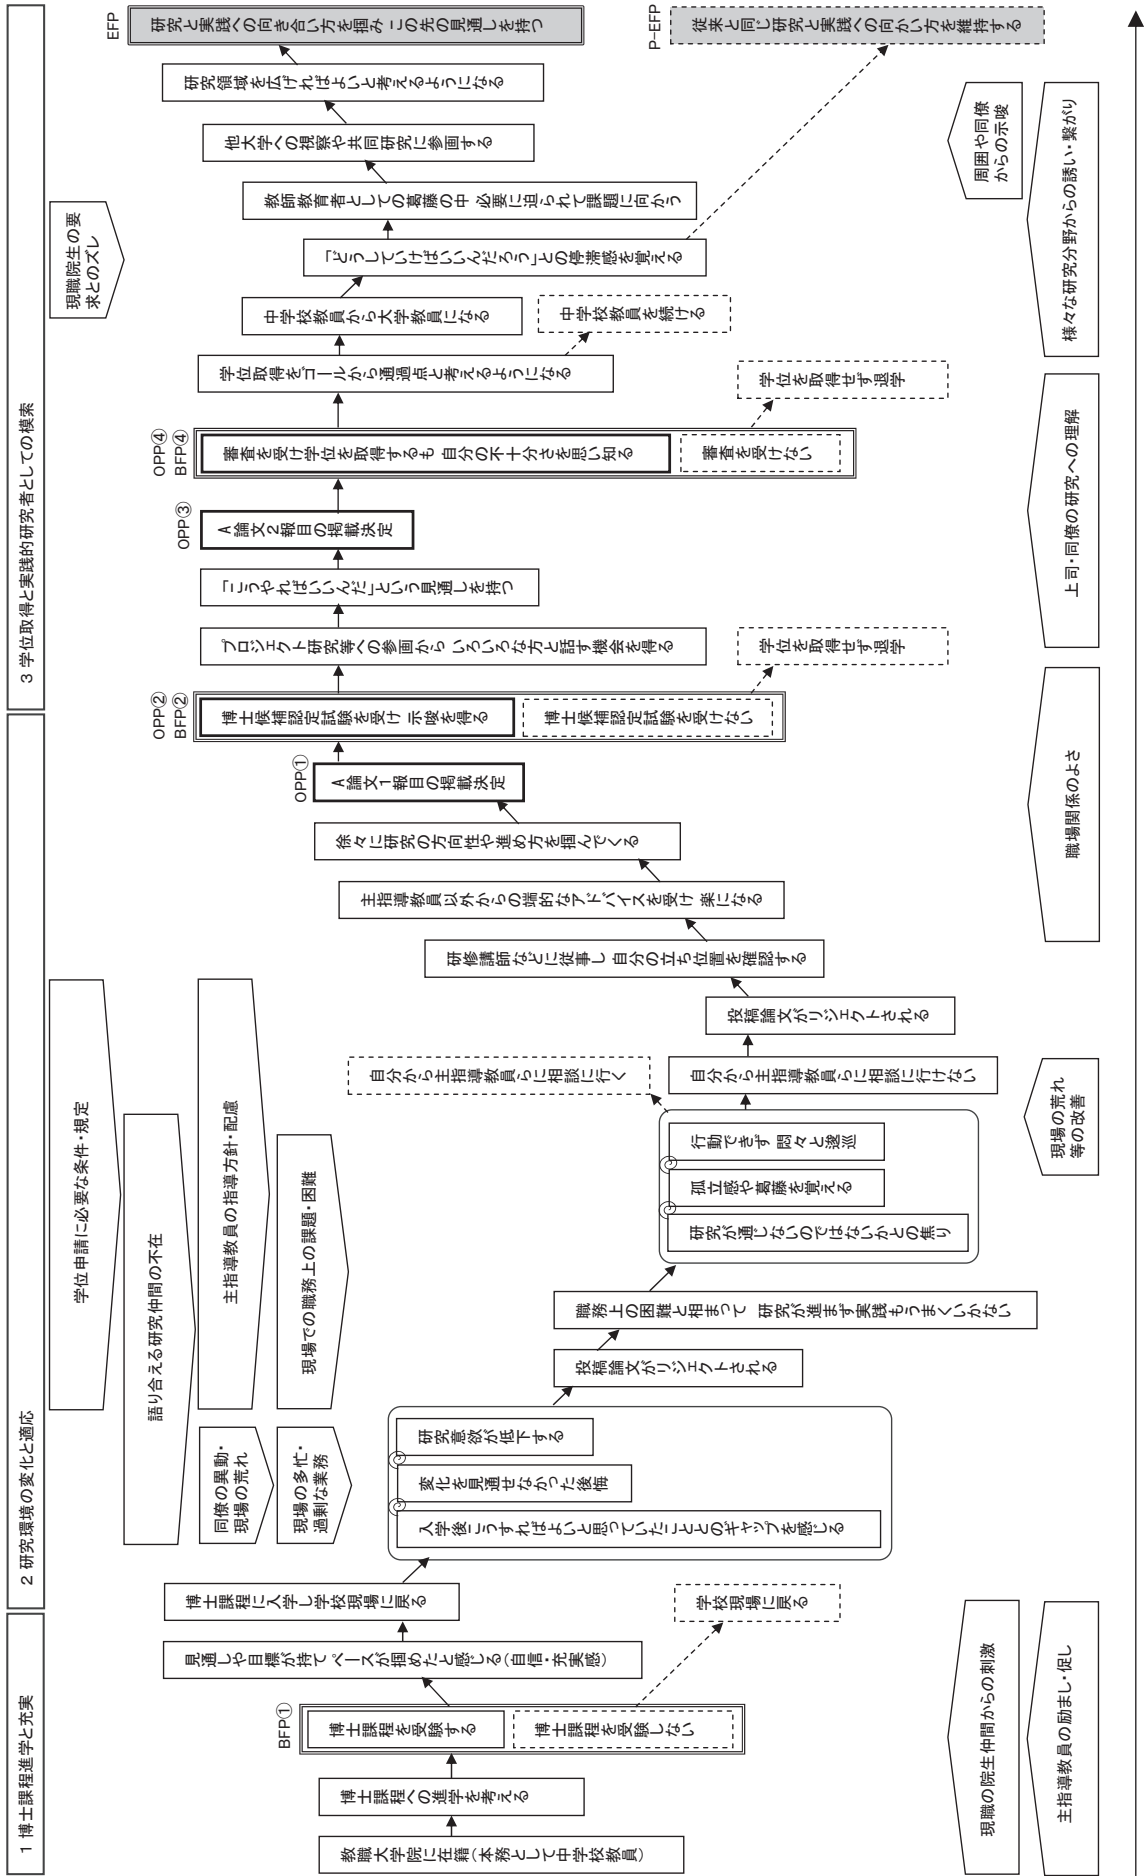 1 博士課程進学と充実
2 研究環境の変化と適応
3 学位取得と実践的研究者としての模索
学位申請に必要な条件・規定
現職院生の要
求とのズレ
語り合える研究仲間の不在
同僚の異動・
現場の荒れ
主指導教員の指導方針・配慮
現場の多忙・
過剰な業務
現場での職務上の課題・困難
教職大学院に在籍(本務として中学校教員)
博士課程への進学を考える
BFP①
博士課程を受験する
博士課程を受験しない
見通しや目標が持て ペースが掴めたと感じる(自信・充実感)
学校現場に戻る
博士課程に入学し学校現場に戻る
入学後こうすればよいと思っていたこととのギャップを感じる
変化を見通せなかった後悔
研究意欲が低下する
投稿論文がリジェクトされる
職務上の困難と相まって 研究が進まず実践もうまくいかない
研究が通じないのではないかとの焦り
孤立感や葛藤を覚える
行動できず 悶々と逡巡
自分から主指導教員らに相談に行く
自分から主指導教員らに相談に行けない
投稿論文がリジェクトされる
研修講師などに従事し 自分の立ち位置を確認する
主指導教員以外からの端的なアドバイスを受け 楽になる
徐々に研究の方向性や進め方を掴んでくる
OPP①
A論文1報目の掲載決定
OPP②
BFP②
博士候補認定試験を受け 示唆を得る
博士候補認定試験を受けない
学位を取得せず退学
プロジェクト研究等への参画から いろいろな方と話す機会を得る
「こうやればいいんだ」という見通しを持つ
OPP③
A論文2報目の掲載決定
OPP④
BFP④
審査を受け学位を取得するも 自分の不十分さを思い知る
審査を受けない
学位を取得せず退学
学位取得をゴールから通過点と考えるようになる
中学校教員を続ける
中学校教員から大学教員になる
「どうしていけばいいんだろう」との停滞感を覚える
教師教育者としての葛藤の中 必要に迫られて課題に向かう
他大学への視察や共同研究に参画する
研究領域を広げればよいと考えるようになる
EFP
研究と実践への向き合い方を掴み この先の見通しを持つ
P-EFP
従来と同じ研究と実践への向かい方を維持する
現職の院生仲間からの刺激
主指導教員の励まし・促し
現場の荒れ
等の改善
職場関係のよさ
上司・同僚の研究への理解
周囲や同僚
からの示唆
様々な研究分野からの誘い・繋がり